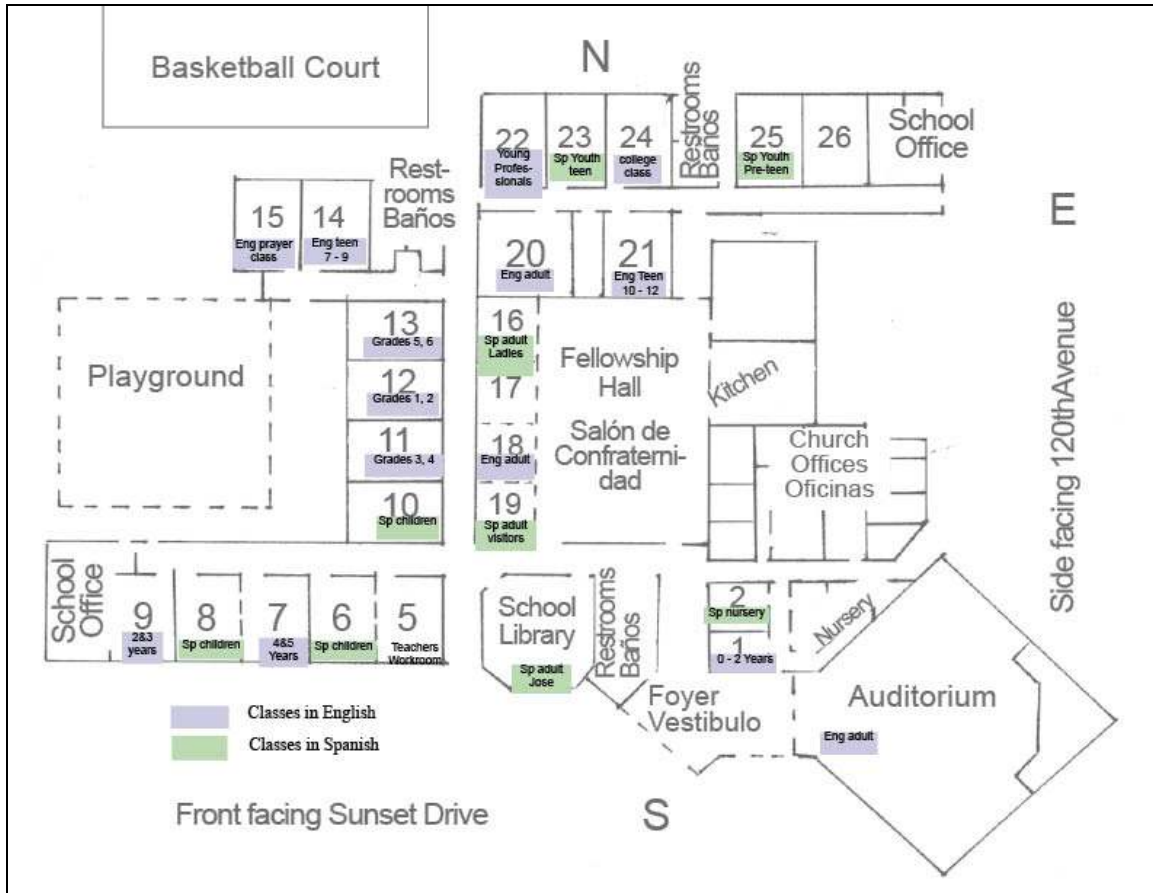 Basketball Court
N
22
Young
Profes-
sionals
23
Sp Youth
teen
24
college
class
Restrooms
Baños
25
Sp Youth
Pre-teen
26
School
Office
Rest-
rooms
Baños
15
Eng prayer
class
14
Eng teen
7 - 9
E
20
Eng adult
21
Eng Teen
10 - 12
13
Grades 5, 6
16
Sp adult
Ladies
Playground
12
Grades 1, 2
17
Fellowship
Hall
Salón de
Confraterni-
dad
Kitchen
11
Grades 3, 4
18
Eng adult
Church
Offices
Oficinas
Side facing 120thAvenue
10
Sp children
19
Sp adult
visitors
School
Office
9
2&3
years
8
Sp children
7
4&5
Years
6
Sp children
5
Teachers
Workroom
School
Library
Sp adult
Jose
Restrooms
Baños
2
Sp nursery
1
0 - 2 Years
Nursery
Foyer
Vestibulo
Auditorium
Eng adult
Classes in English
Classes in Spanish
Front facing Sunset Drive
S